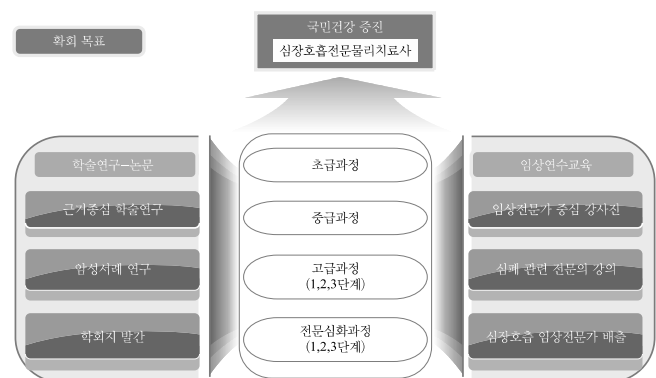 국민건강 증진
학회 목표
심장호흡전문물리치료사
학술연구-논문
초급과정
임상연수교육
근거중심 학술연구
중급과정
임상전문가 중심 강사진
암성사례 연구
고급과정
(1,2,3단계)
심폐 관련 전문의 강의
학회지 발간
전문심화과정
(1,2,3단계)
심장호흡 임상전문가 배출